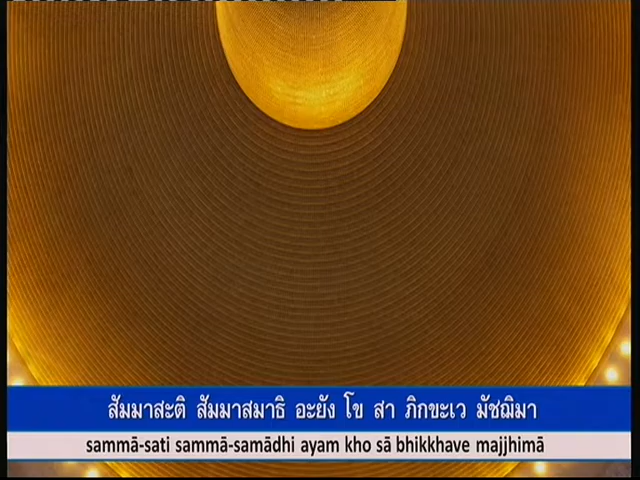 สัมมาสะติ สัมมาสมาธิ อะยัง โข สา ภิกขะเว มัชฌิมา
sammā-sati sammā-samādhi ayam kho sā bhikkhave majjhimā